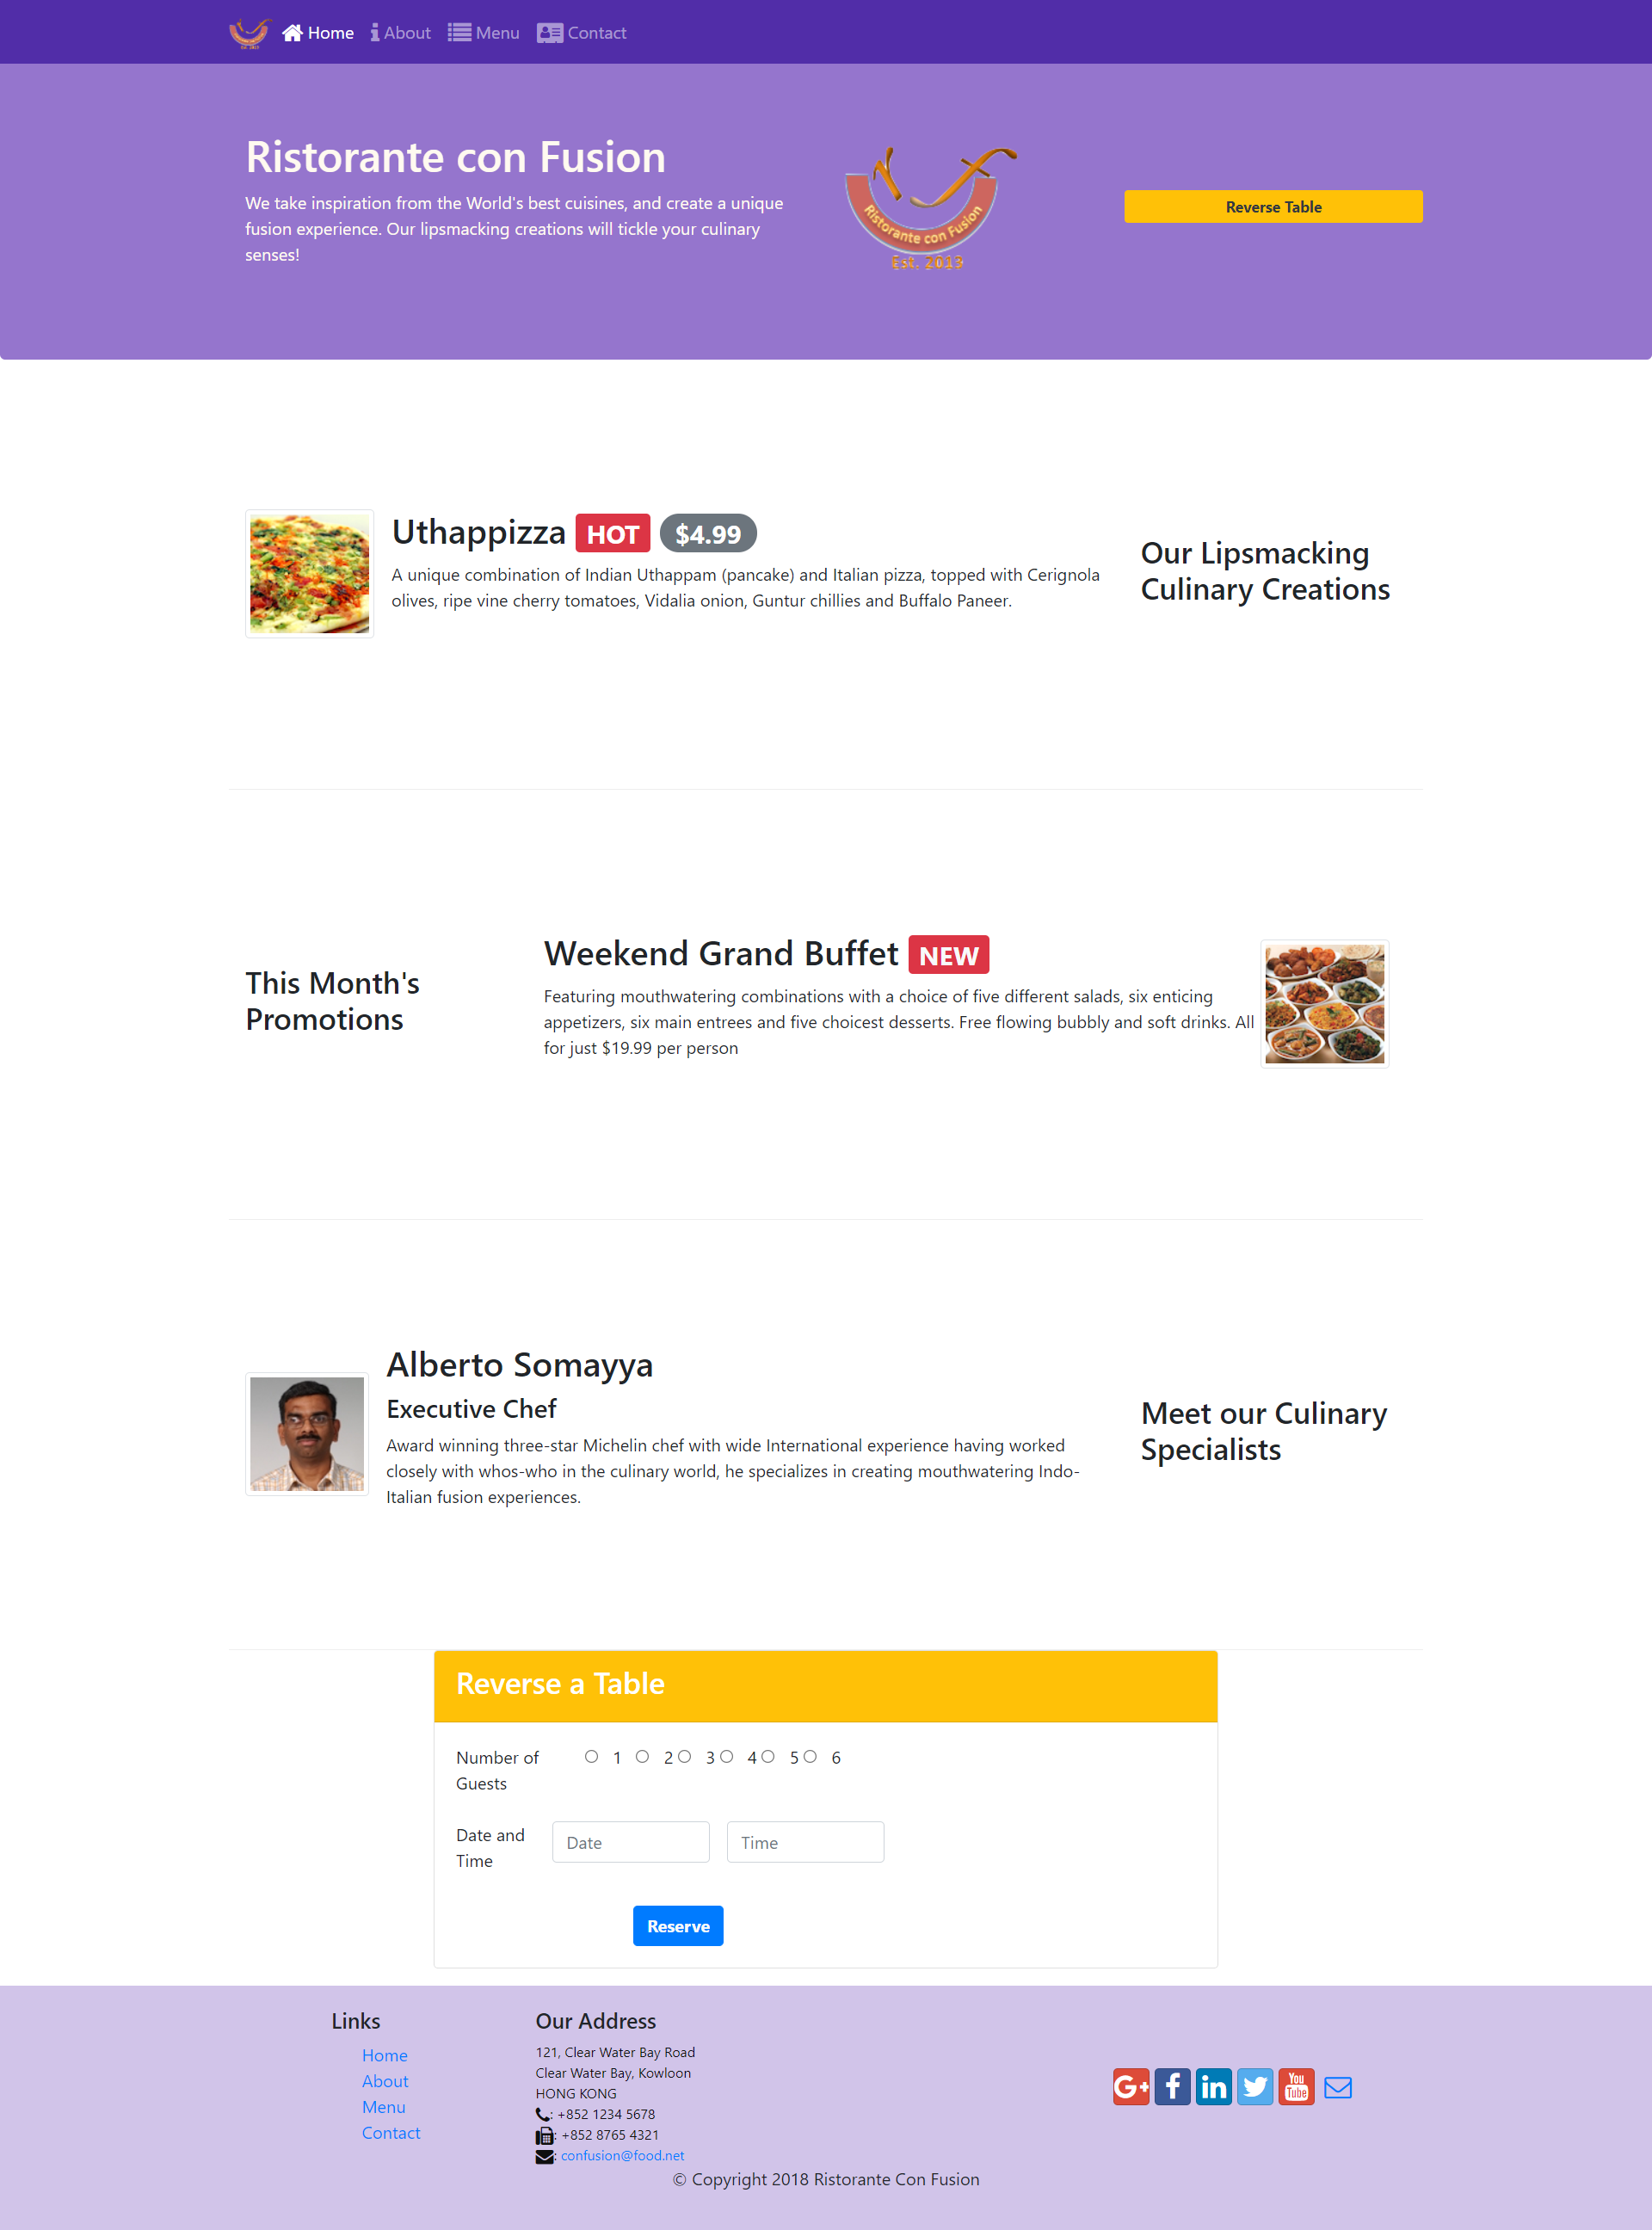 Home About Menu Contact
Ristorante con Fusion
We take inspiration from the World's best cuisines, and create a unique
fusion experience. Our lipsmacking creations will tickle your culinary
senses!
Ristorante con Fusion
Est. 2013
Reverse Table
Uthappizza HOT $4.99
A unique combination of Indian Uthappam (pancake) and Italian pizza, topped with Cerignola
olives, ripe vine cherry tomatoes, Vidalia onion, Guntur chillies and Buffalo Paneer.
Our Lipsmacking
Culinary Creations
This Month's
Promotions
Weekend Grand Buffet NEW
Featuring mouthwatering combinations with a choice of five different salads, six enticing
appetizers, six main entrees and five choicest desserts. Free flowing bubbly and soft drinks. All
for just $19.99 per person
Alberto Somayya
Executive Chef
Award winning three-star Michelin chef with wide International experience having worked
closely with whos-who in the culinary world, he specializes in creating mouthwatering Indo-
Italian fusion experiences.
Meet our Culinary
Specialists
Reverse a Table
Number of
Guests
1 2 3 4 5 6
Date and
Time
Date Time
Reserve
Links
Home
About
Menu
Contact
Our Address
121, Clear Water Bay Road
Clear Water Bay, Kowloon
HONG KONG
: +852 1234 5678
: +852 8765 4321
: confusion@food.net
G+ f in You Tube
© Copyright 2018 Ristorante Con Fusion